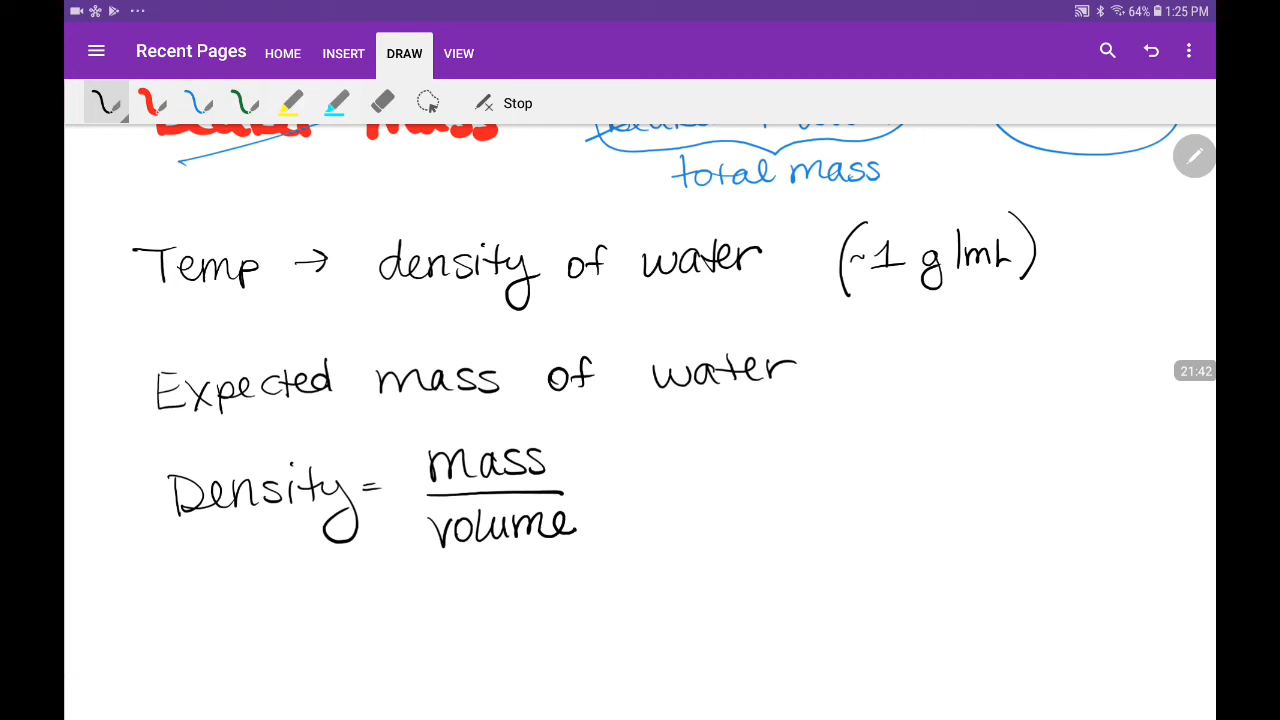 64% 1:25 PM
Recent Pages HOME INSERT DRAW VIEW
Stop
mass
total mass
Temp → density of water (~1 g/mL)
21:42
Expected mass of water
Density = mass
volume